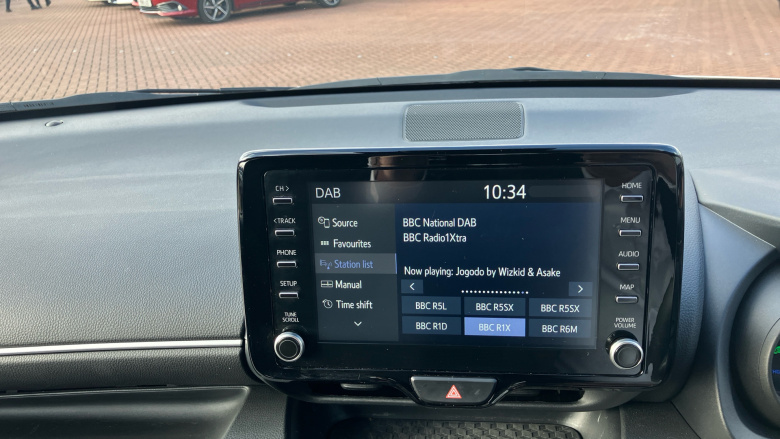 CH >
< TRACK
PHONE
SETUP
TUNE
SCROLL
DAB
10:34
Source
Favourites
Station list
Manual
Time shift
BBC National DAB
BBC Radio1Xtra
Now playing: Jogodo by Wizkid & Asake
< >
BBC R5L BBC R5SX BBC R5SX
BBC R1D BBC R1X BBC R6M
HOME
MENU
AUDIO
MAP
POWER
VOLUME